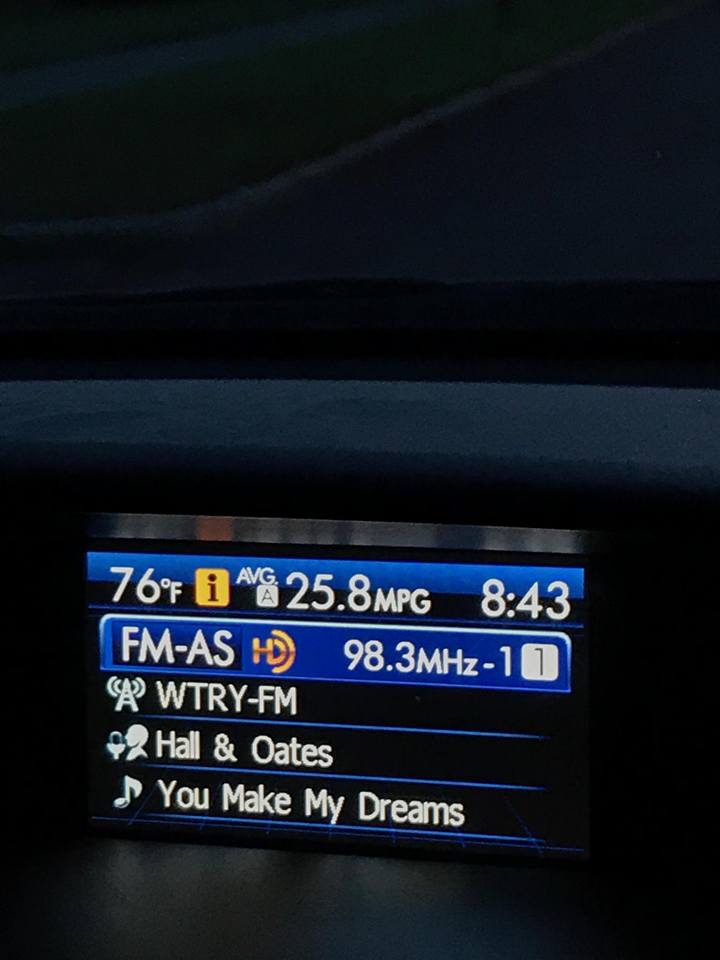 76°F i AVG. A 25.8MPG 8:43
FM-AS HD 98.3MHz-1 1
WTRY-FM
Hall & Oates
You Make My Dreams